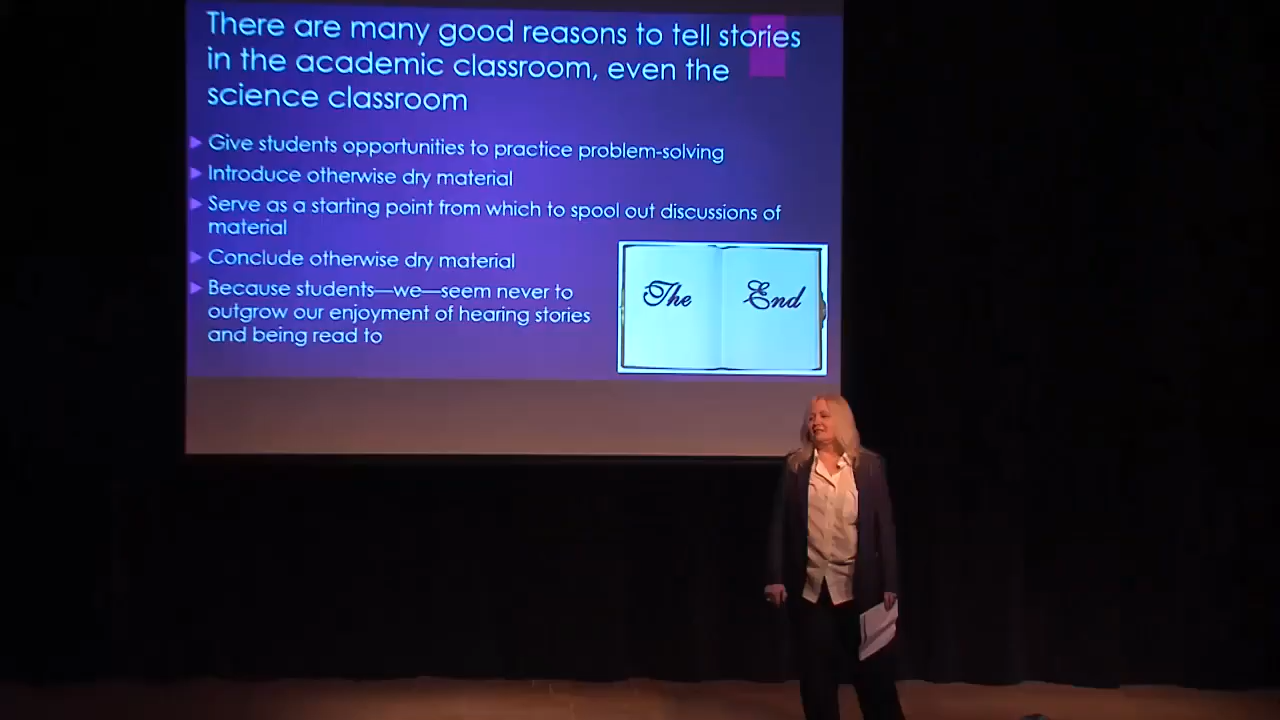 There are many good reasons to tell stories
in the academic classroom, even the
science classroom
Give students opportunities to practice problem-solving
Introduce otherwise dry material
Serve as a starting point from which to spool out discussions of
material
Conclude otherwise dry material
Because students—we—seem never to
outgrow our enjoyment of hearing stories
and being read to
The End